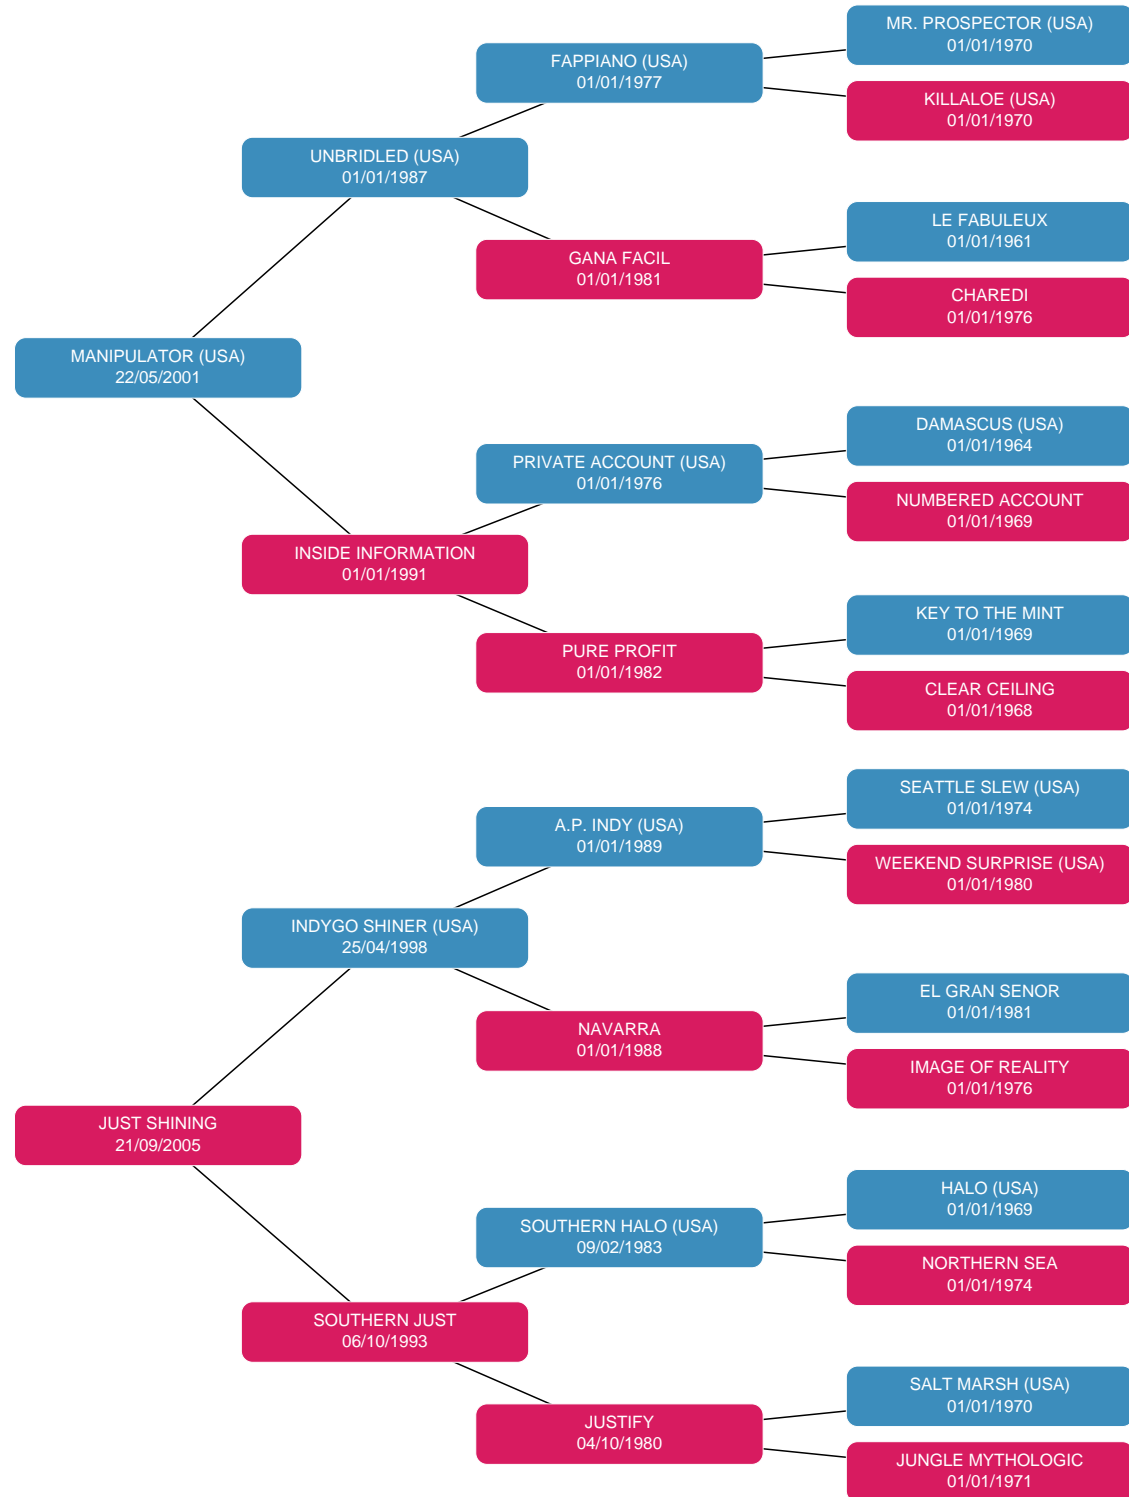 MR. PROSPECTOR (USA)
01/01/1970
FAPPIANO (USA)
01/01/1977
KILLALOE (USA)
01/01/1970
UNBRIDLED (USA)
01/01/1987
LE FABULEUX
01/01/1961
GANA FACIL
01/01/1981
CHAREDI
01/01/1976
MANIPULATOR (USA)
22/05/2001
DAMASCUS (USA)
01/01/1964
PRIVATE ACCOUNT (USA)
01/01/1976
NUMBERED ACCOUNT
01/01/1969
INSIDE INFORMATION
01/01/1991
KEY TO THE MINT
01/01/1969
PURE PROFIT
01/01/1982
CLEAR CEILING
01/01/1968
SEATTLE SLEW (USA)
01/01/1974
A.P. INDY (USA)
01/01/1989
WEEKEND SURPRISE (USA)
01/01/1980
INDYGO SHINER (USA)
25/04/1998
EL GRAN SENOR
01/01/1981
NAVARRA
01/01/1988
IMAGE OF REALITY
01/01/1976
JUST SHINING
21/09/2005
HALO (USA)
01/01/1969
SOUTHERN HALO (USA)
09/02/1983
NORTHERN SEA
01/01/1974
SOUTHERN JUST
06/10/1993
SALT MARSH (USA)
01/01/1970
JUSTIFY
04/10/1980
JUNGLE MYTHOLOGIC
01/01/1971